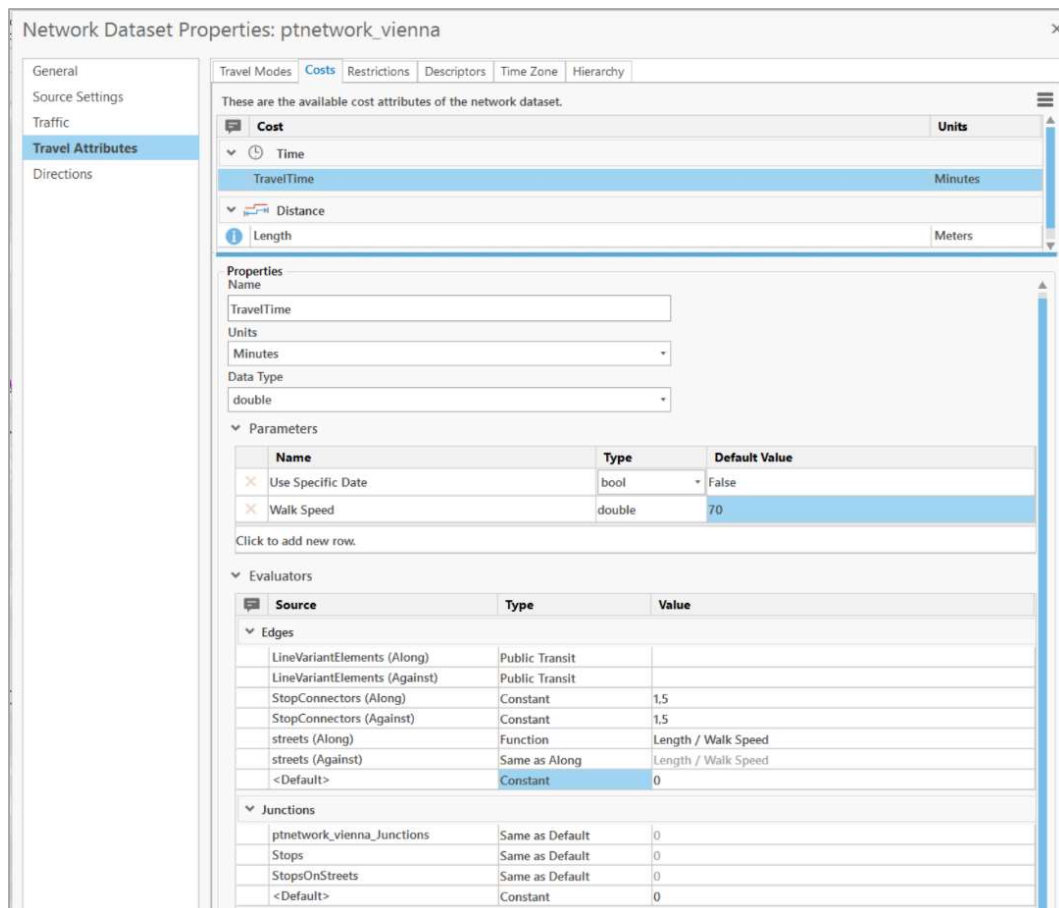 Network Dataset Properties: ptnetwork_vienna
General
Source Settings
Traffic
Travel Attributes
Directions
Travel Modes Costs Restrictions Descriptors Time Zone Hierarchy
These are the available cost attributes of the network dataset.
Cost Units
Time
TravelTime Minutes
Distance
Length Meters
Properties
Name
TravelTime
Units
Minutes
Data Type
double
Parameters
Name Type Default Value
Use Specific Date bool False
Walk Speed double 70
Click to add new row.
Evaluators
Source Type Value
Edges
LineVariantElements (Along) Public Transit
LineVariantElements (Against) Public Transit
StopConnectors (Along) Constant 1,5
StopConnectors (Against) Constant 1,5
streets (Along) Function Length / Walk Speed
streets (Against) Same as Along Length / Walk Speed
<Default> Constant 0
Junctions
ptnetwork_vienna_Junctions Same as Default 0
Stops Same as Default 0
StopsOnStreets Same as Default 0
<Default> Constant 0